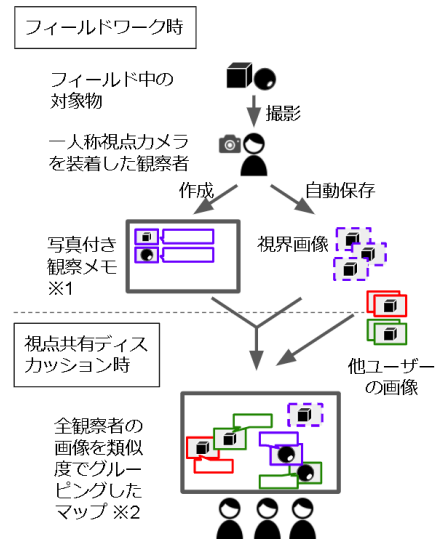 フィールドワーク時
フィールド中の
対象物
撮影
一人称視点カメラ
を装着した観察者
作成
自動保存
写真付き
観察メモ
※1
視界画像
視点共有ディス
カッション時
他ユーザー
の画像
全観察者の
画像を類似
度でグルー
ピングした
マップ ※2